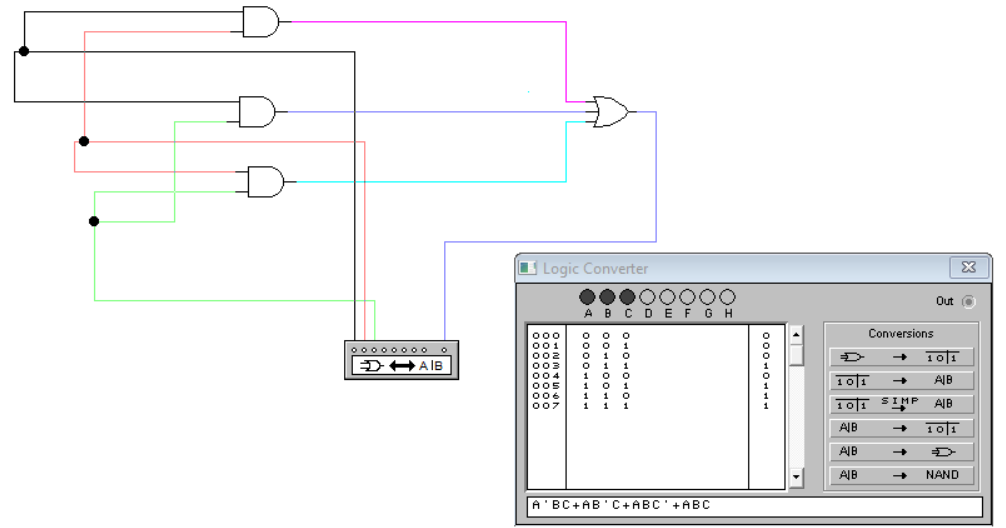 A|B
Logic Converter
A B C D E F G H
Out
000 0 0 0 0
001 0 0 1 0
002 0 1 0 0
003 0 1 1 1
004 1 0 0 0
005 1 0 1 1
006 1 1 0 1
007 1 1 1 1
Conversions
→ 1 0 1
1 0 1 → A|B
1 0 1 SIMP → A|B
A|B → 1 0 1
A|B →
A|B → NAND
A'BC+AB'C+ABC'+ABC